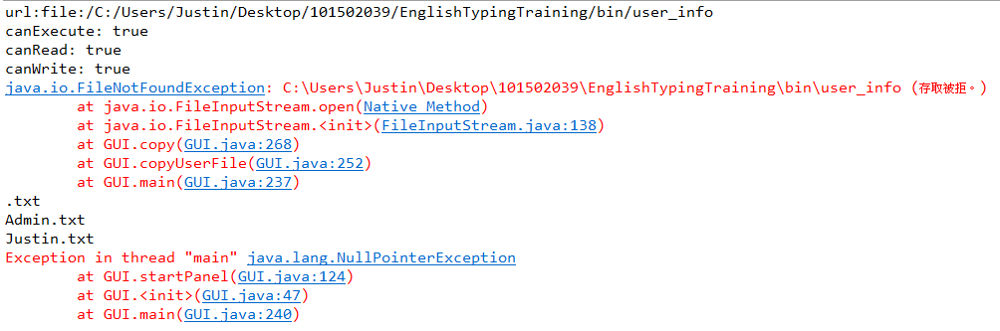 url:file:/C:/Users/Justin/Desktop/101502039/EnglishTypingTraining/bin/user_info
canExecute: true
canRead: true
canWrite: true
java.io.FileNotFoundException: C:\Users\Justin\Desktop\101502039\EnglishTypingTraining\bin\user_info (存取被拒。)
	at java.io.FileInputStream.open(Native Method)
	at java.io.FileInputStream.<init>(FileInputStream.java:138)
	at GUI.copy(GUI.java:268)
	at GUI.copyUserFile(GUI.java:252)
	at GUI.main(GUI.java:237)
.txt
Admin.txt
Justin.txt
Exception in thread "main" java.lang.NullPointerException
	at GUI.startPanel(GUI.java:124)
	at GUI.<init>(GUI.java:47)
	at GUI.main(GUI.java:240)